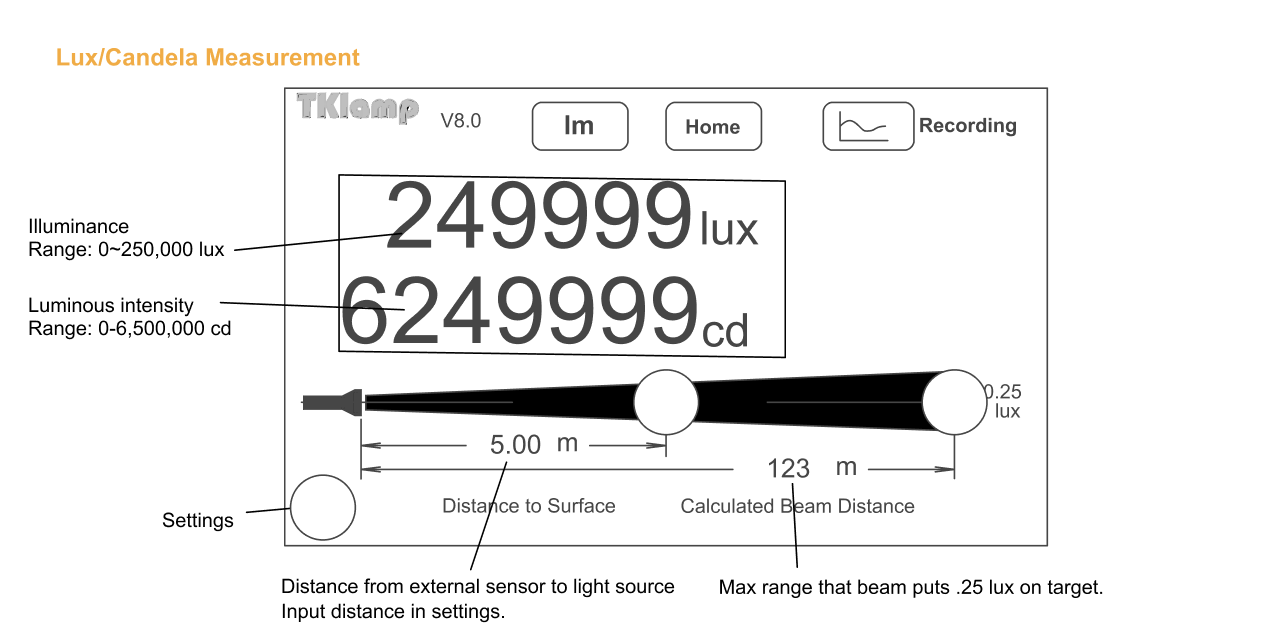 Lux/Candela Measurement
TKlamp V8.0 lm Home Recording
249999 lux
Illuminance
Range: 0~250,000 lux
6249999 cd
Luminous intensity
Range: 0-6,500,000 cd
0.25
lux
5.00 m
123 m
Distance to Surface Calculated Beam Distance
Settings
Distance from external sensor to light source
Input distance in settings.
Max range that beam puts .25 lux on target.